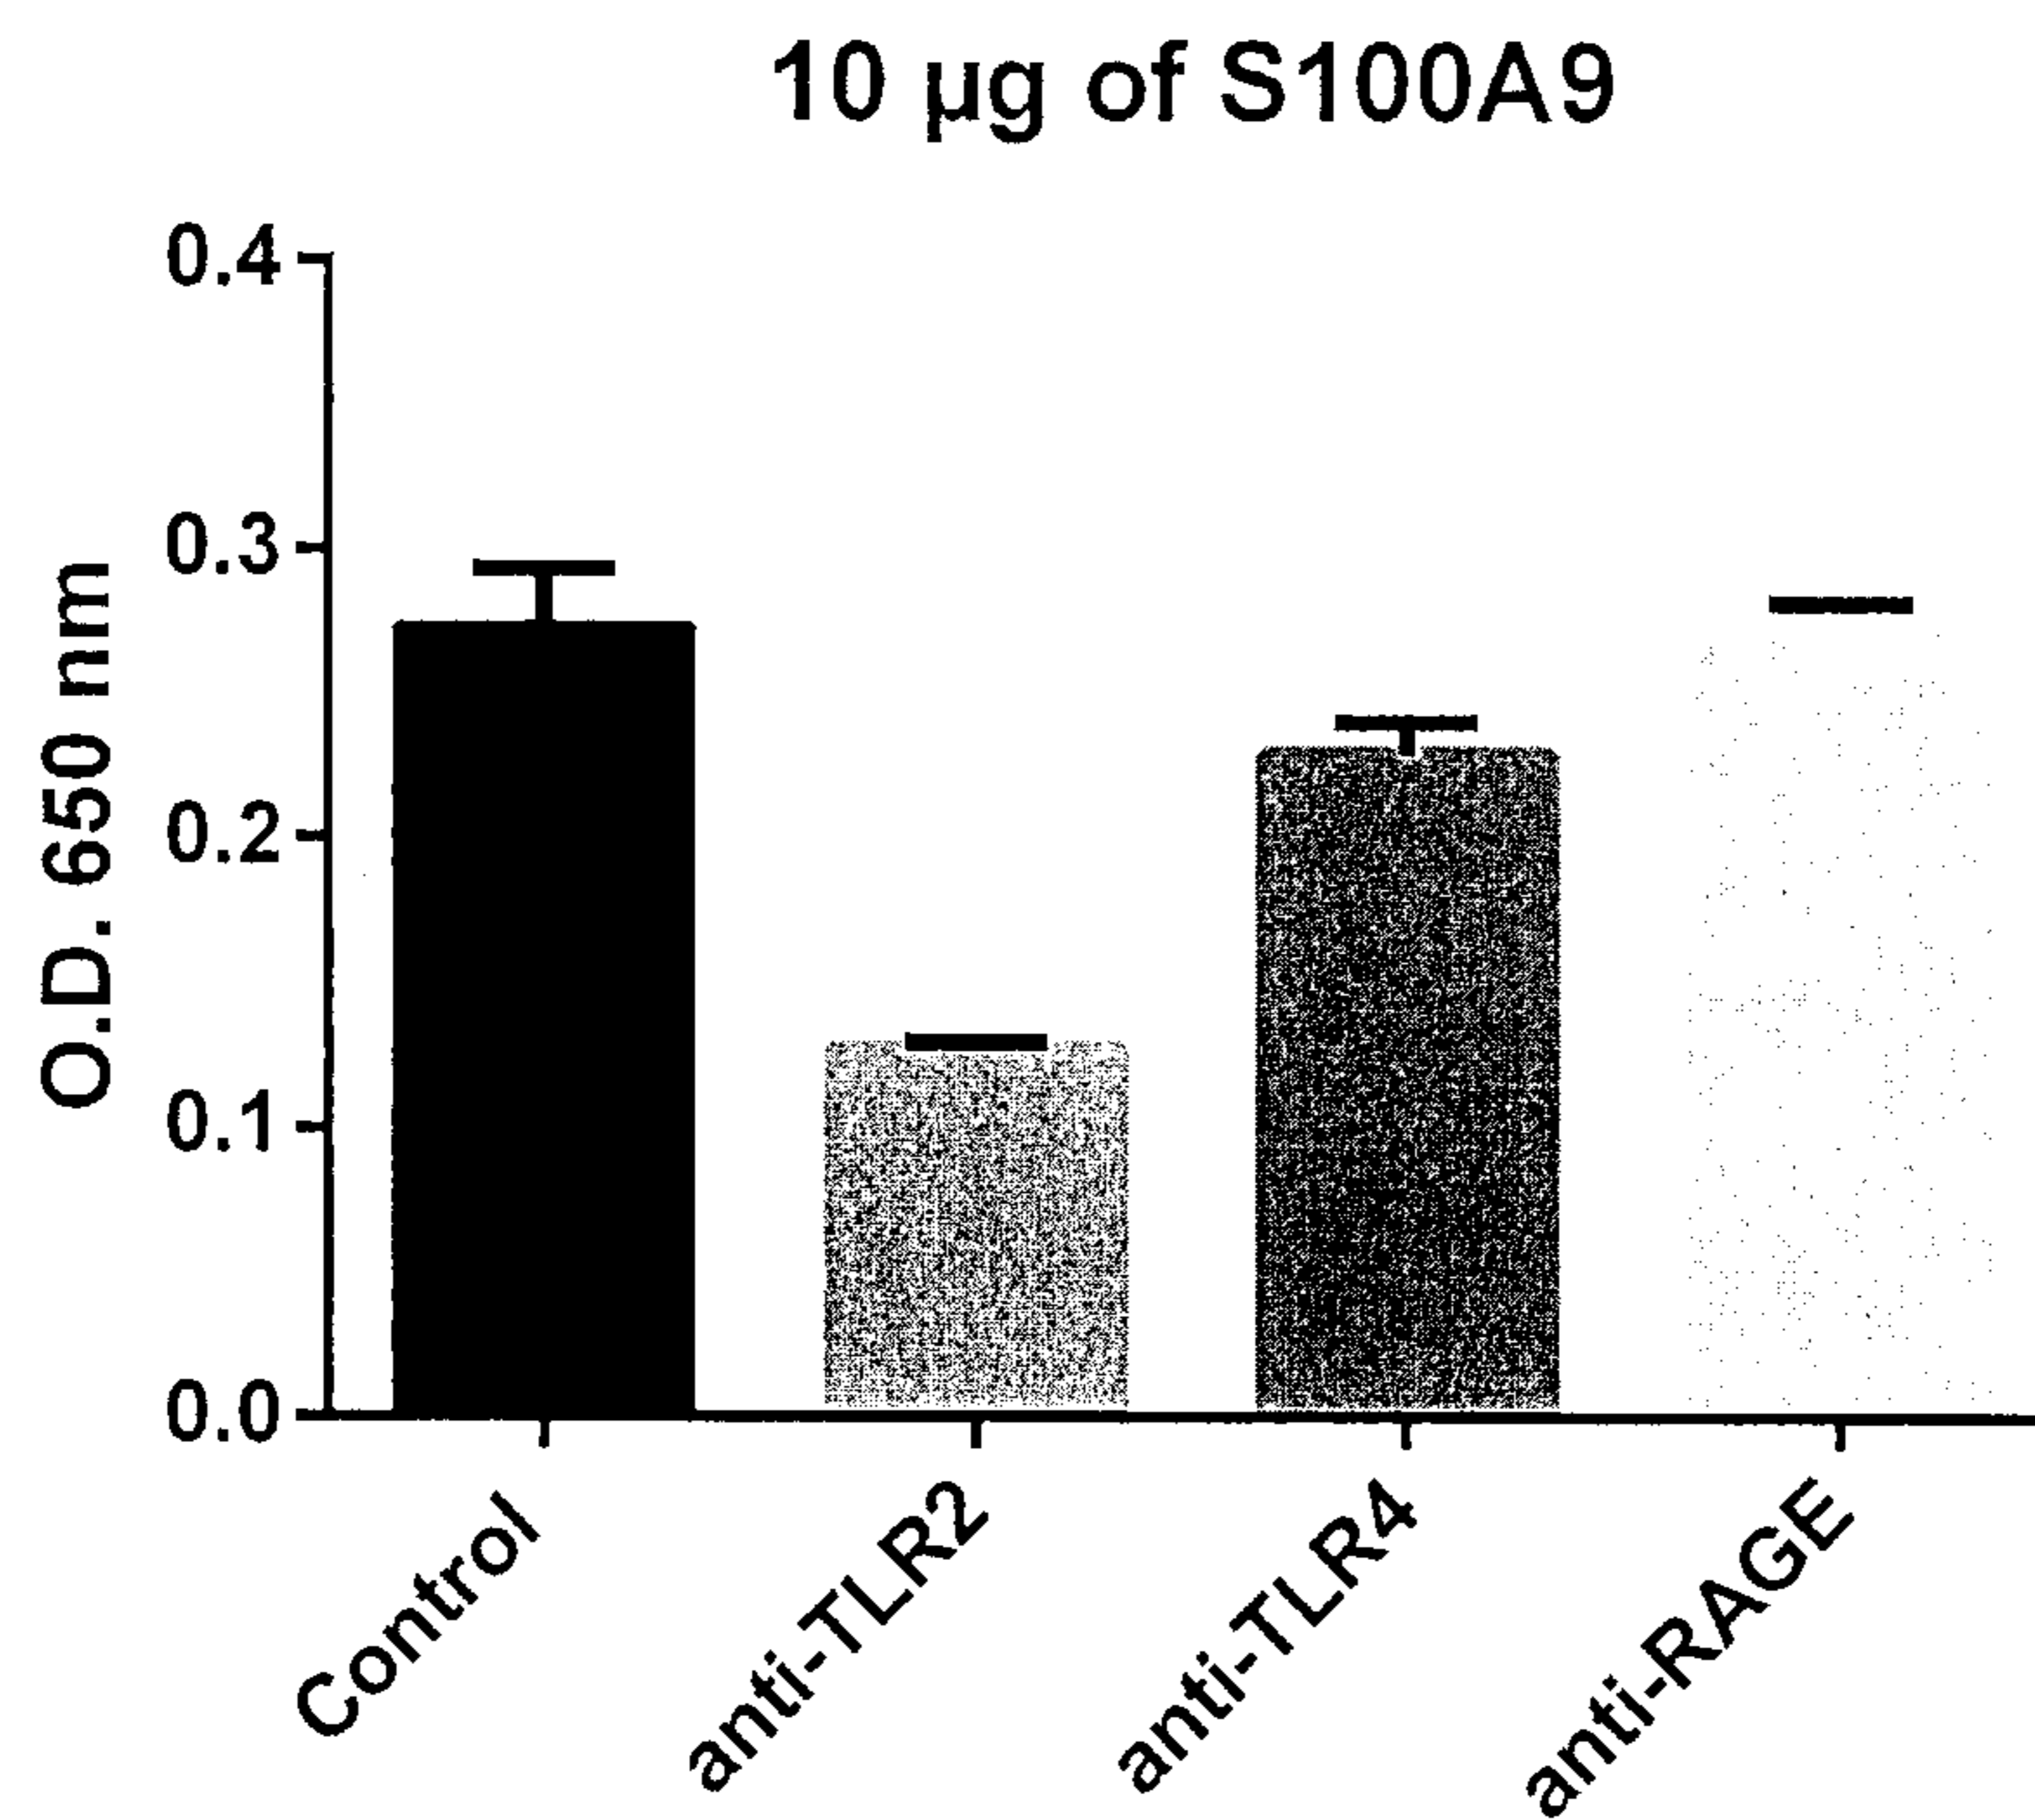 10 µg of S100A9
O.D. 650 nm
0.4
0.3
0.2
0.1
0.0
Control
anti-TLR2
anti-TLR4
anti-RAGE